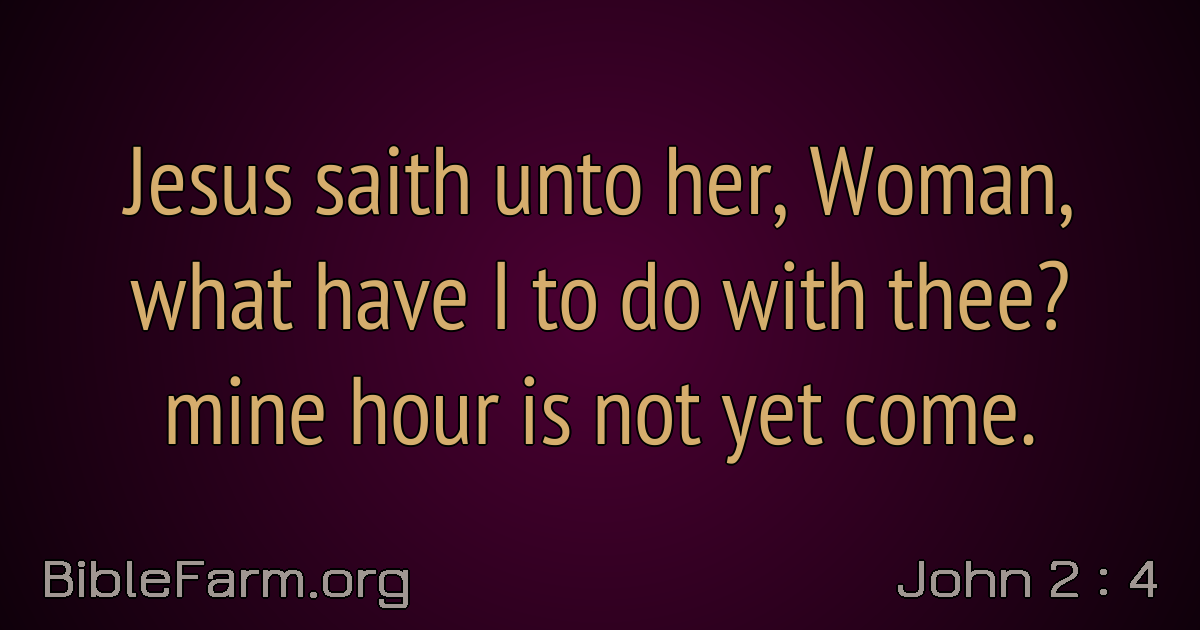 Jesus saith unto her, Woman,
what have I to do with thee?
mine hour is not yet come.
BibleFarm.org
John 2 : 4